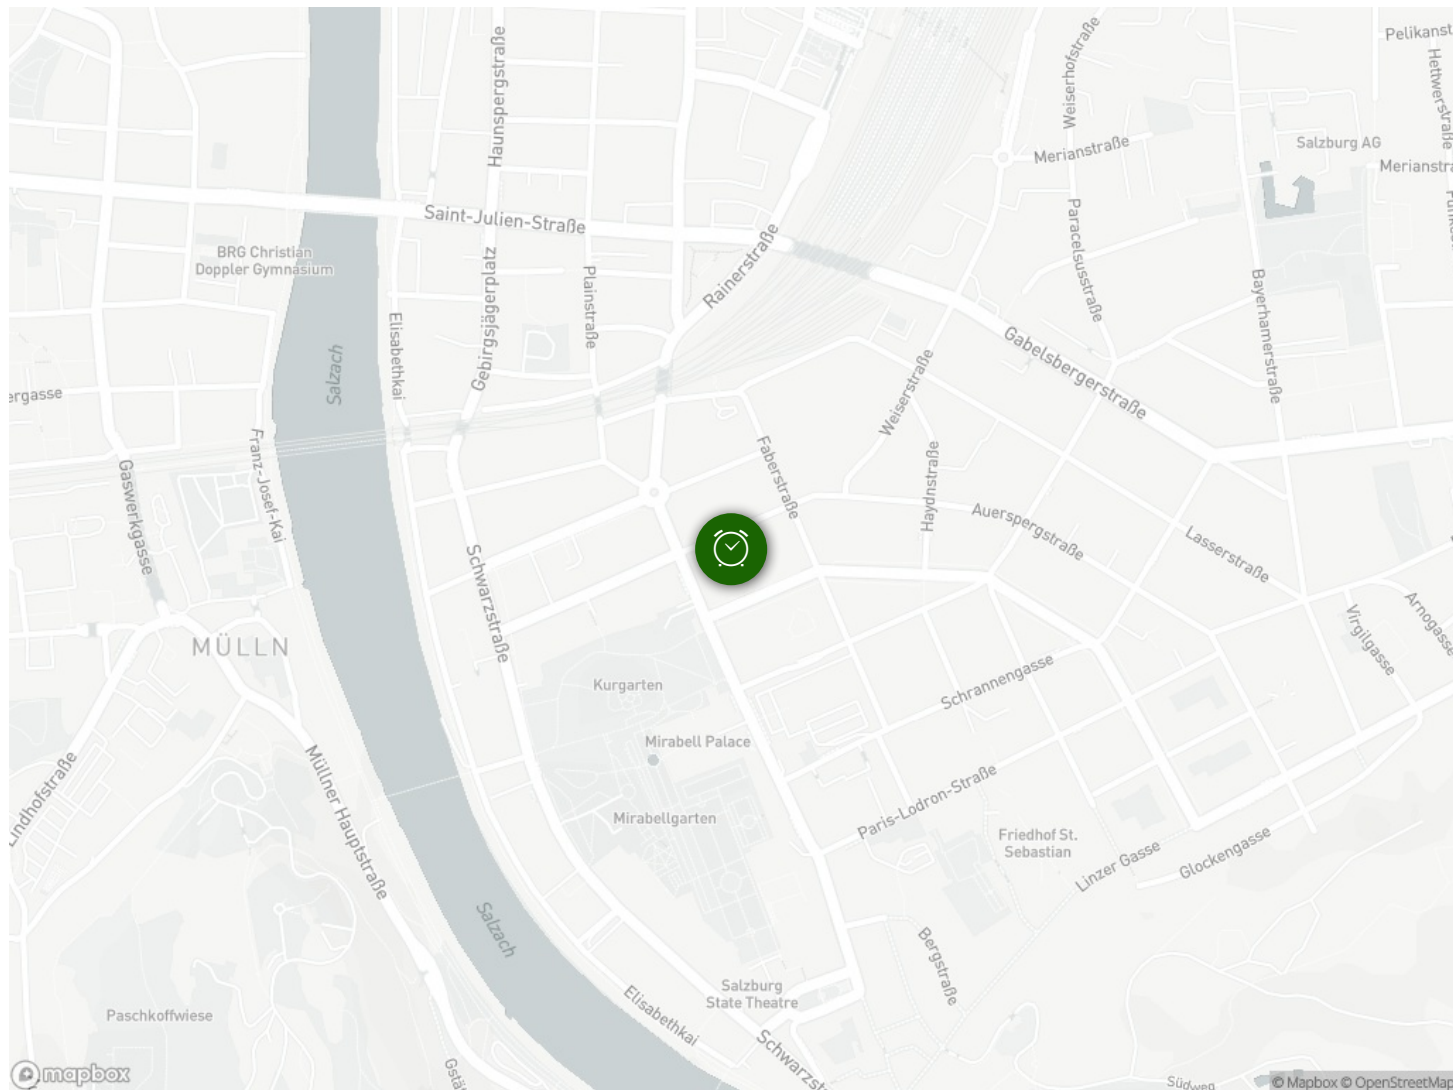 Pelikanst
Hettwerstraße
Weiserhofstraße
Haunspergstraße
Salzburg AG
Merianstraße
Merianstra
Saint-Julien-Straße
BRG Christian
Doppler Gymnasium
Rainerstraße
Paracelsusstraße
Gebirgsjägerplatz
Plainstraße
Bayerhamerstraße
Elisabethkai
Salzach
Gabelsbergerstraße
ergasse
Weiserstraße
Franz-Josef-Kai
Faberstraße
Haydnstraße
Gaswerkgasse
Auerspergstraße
Lasserstraße
Schwarzstraße
Arnogasse
Virgilgasse
MÜLLN
Schrannengasse
Kurgarten
Mirabell Palace
Lindhofstraße
Müllner Hauptstraße
Paris-Lodron-Straße
Mirabellgarten
Friedhof St.
Sebastian
Linzer Gasse
Glockengasse
Salzach
Bergstraße
Salzburg
State Theatre
Elisabethkai
Paschkoffwiese
Schwarzst
Gstä
mapbox
Südweg
© Mapbox © OpenStreetMap